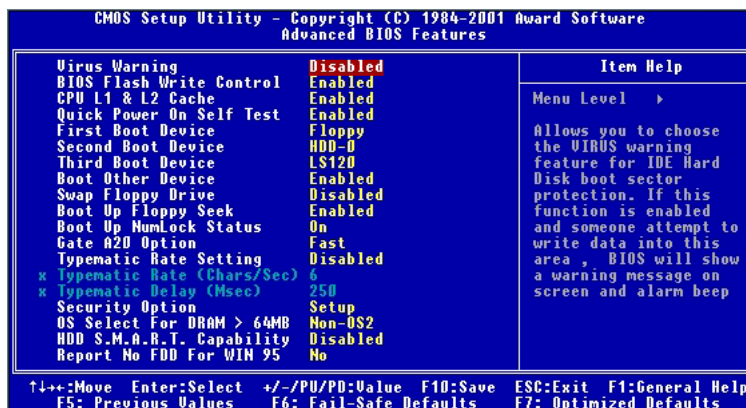 CMOS Setup Utility - Copyright (C) 1984-2001 Award Software
Advanced BIOS Features
Virus Warning Disabled
BIOS Flash Write Control Enabled
CPU L1 & L2 Cache Enabled
Quick Power On Self Test Enabled
First Boot Device Floppy
Second Boot Device HDD-0
Third Boot Device LS120
Boot Other Device Enabled
Swap Floppy Drive Disabled
Boot Up Floppy Seek Enabled
Boot Up NumLock Status On
Gate A20 Option Fast
Typematic Rate Setting Disabled
x Typematic Rate (Chars/Sec) 6
x Typematic Delay (Msec) 250
Security Option Setup
OS Select For DRAM > 64MB Non-OS2
HDD S.M.A.R.T. Capability Disabled
Report No FDD For WIN 95 No
Item Help
Menu Level ▸
Allows you to choose
the VIRUS warning
feature for IDE Hard
Disk boot sector
protection. If this
function is enabled
and someone attempt to
write data into this
area , BIOS will show
a warning message on
screen and alarm beep
↑↓→←:Move Enter:Select +/-/PU/PD:Value F10:Save ESC:Exit F1:General Help
F5: Previous Values F6: Fail-Safe Defaults F7: Optimized Defaults